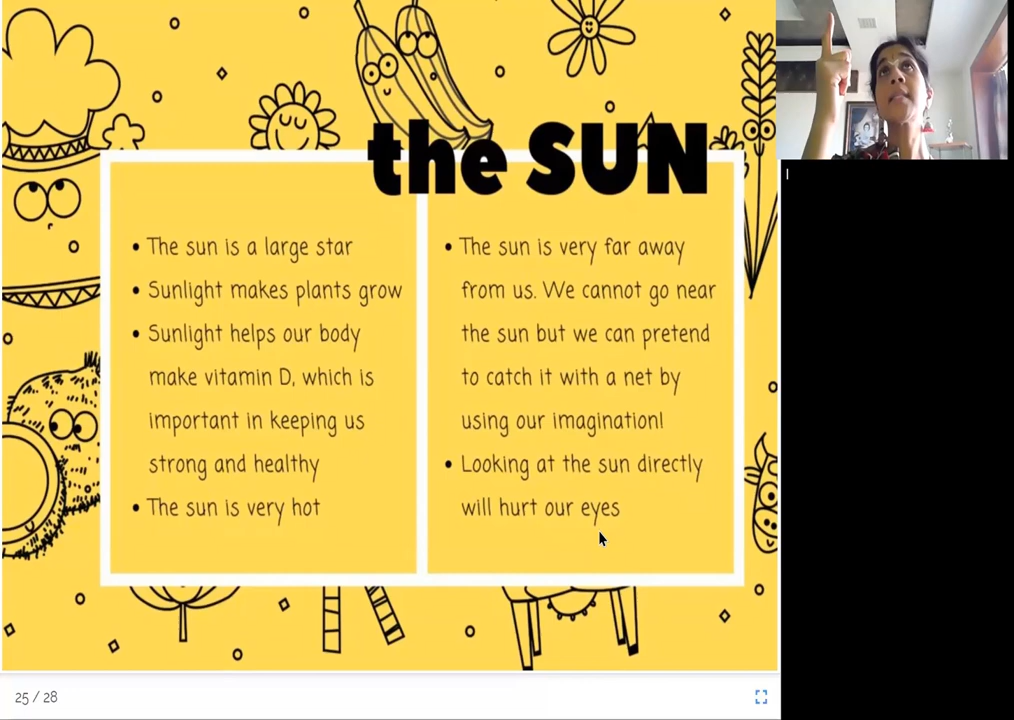 the SUN
• The sun is a large star
• Sunlight makes plants grow
• Sunlight helps our body
make vitamin D, which is
important in keeping us
strong and healthy
• The sun is very hot
• The sun is very far away
from us. We cannot go near
the sun but we can pretend
to catch it with a net by
using our imagination!
• Looking at the sun directly
will hurt our eyes
25 / 28